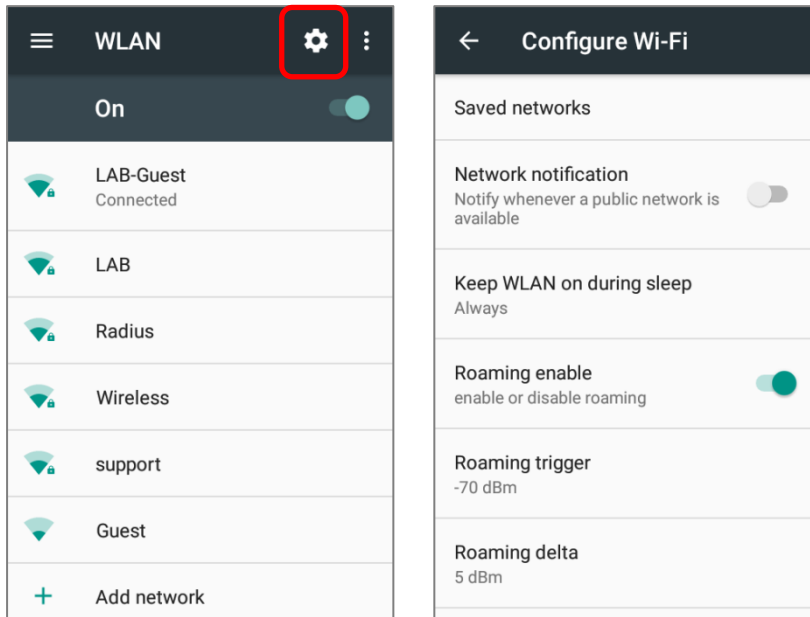 WLAN
On
LAB-Guest
Connected
LAB
Radius
Wireless
support
Guest
Add network
Configure Wi-Fi
Saved networks
Network notification
Notify whenever a public network is
available
Keep WLAN on during sleep
Always
Roaming enable
enable or disable roaming
Roaming trigger
-70 dBm
Roaming delta
5 dBm